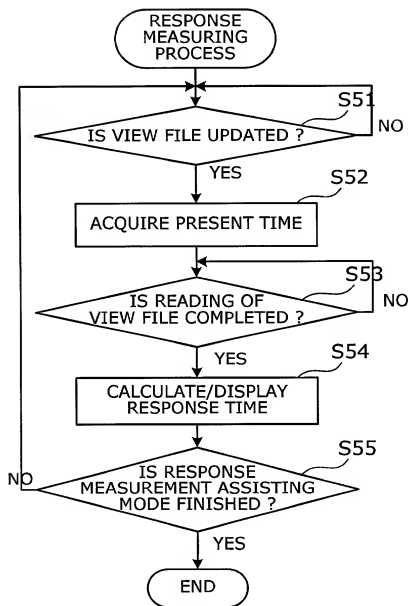 RESPONSE
MEASURING
PROCESS
S51
IS VIEW FILE UPDATED ?
NO
YES
S52
ACQUIRE PRESENT TIME
S53
IS READING OF
VIEW FILE COMPLETED ?
NO
YES
S54
CALCULATE/DISPLAY
RESPONSE TIME
S55
IS RESPONSE
MEASUREMENT ASSISTING
MODE FINISHED ?
NO
YES
END